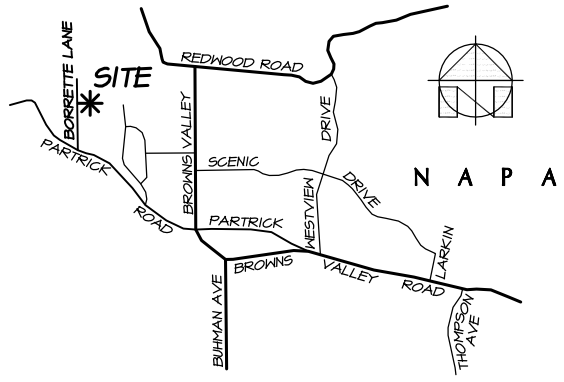 BORRETTE LANE
SITE
REDWOOD ROAD
PARTRICK
ROAD
BROWNS VALLEY
SCENIC
DRIVE
WESTVIEW
DRIVE
PARTRICK
BROWNS
VALLEY
ROAD
LARKIN
BUHMAN AVE
THOMPSON
AVE
NAPA